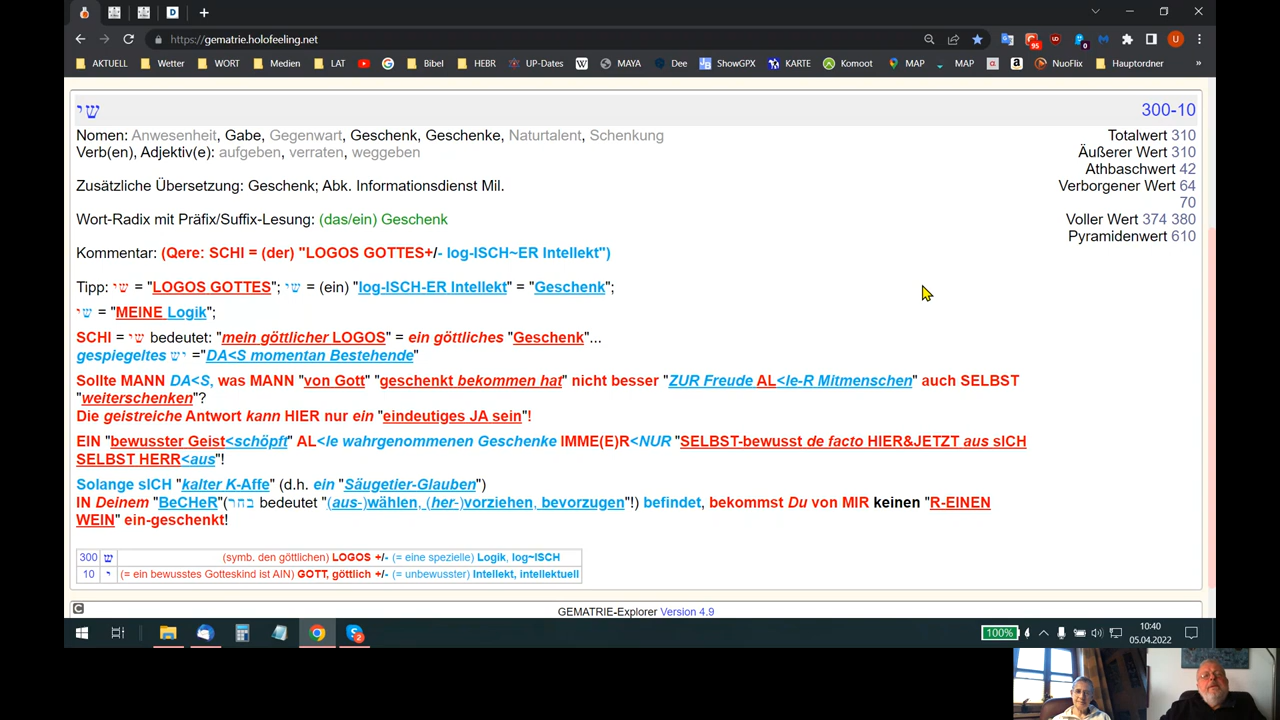 https://gematrie.holofeeling.net
95
0
U
AKTUELL
Wetter
WORT
Medien
LAT
Bibel
HEBR
UP-Dates
W
MAYA
Dee
ShowGPX
KARTE
Komoot
MAP
MAP
α
a
NuoFlix
Hauptordner
»
שי
300-10
Nomen: Anwesenheit, Gabe, Gegenwart, Geschenk, Geschenke, Naturtalent, Schenkung
Totalwert 310
Verb(en), Adjektiv(e): aufgeben, verraten, weggeben
Äußerer Wert 310
Athbaschwert 42
Zusätzliche Übersetzung: Geschenk; Abk. Informationsdienst Mil.
Verborgener Wert 64
70
Wort-Radix mit Präfix/Suffix-Lesung: (das/ein) Geschenk
Voller Wert 374 380
Pyramidenwert 610
Kommentar: (Qere: SCHI = (der) "LOGOS GOTTES+/- log-ISCH~ER Intellekt")
Tipp: שי = "LOGOS GOTTES"; שי = (ein) "log-ISCH-ER Intellekt" = "Geschenk";
שי = "MEINE Logik";
SCHI = שי bedeutet: "mein göttlicher LOGOS" = ein göttliches "Geschenk"...
gespiegeltes יש ="DA<S momentan Bestehende"
Sollte MANN DA<S, was MANN "von Gott" "geschenkt bekommen hat" nicht besser "ZUR Freude AL<le-R Mitmenschen" auch SELBST
"weiterschenken"?
Die geistreiche Antwort kann HIER nur ein "eindeutiges JA sein"!
EIN "bewusster Geist<schöpft" AL<le wahrgenommenen Geschenke IMME(E)R<NUR "SELBST-bewusst de facto HIER&JETZT aus sICH
SELBST HERR<aus"!
Solange sICH "kalter K-Affe" (d.h. ein "Säugetier-Glauben")
IN Deinem "BeCHeR"(בחר bedeutet "(aus-)wählen, (her-)vorziehen, bevorzugen"!) befindet, bekommst Du von MIR keinen "R-EINEN
WEIN" ein-geschenkt!
300 ש (symb. den göttlichen) LOGOS +/- (= eine spezielle) Logik, log~ISCH
10 י (= ein bewusstes Gotteskind ist AIN) GOTT, göttlich +/- (= unbewusster) Intellekt, intellektuell
C
GEMATRIE-Explorer Version 4.9
2
100%
10:40
05.04.2022